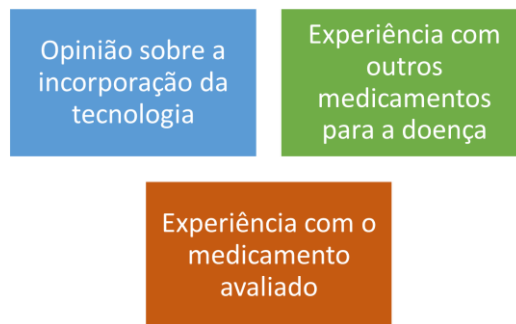 Opinião sobre a
incorporação da
tecnologia
Experiência com
outros
medicamentos
para a doença
Experiência com o
medicamento
avaliado